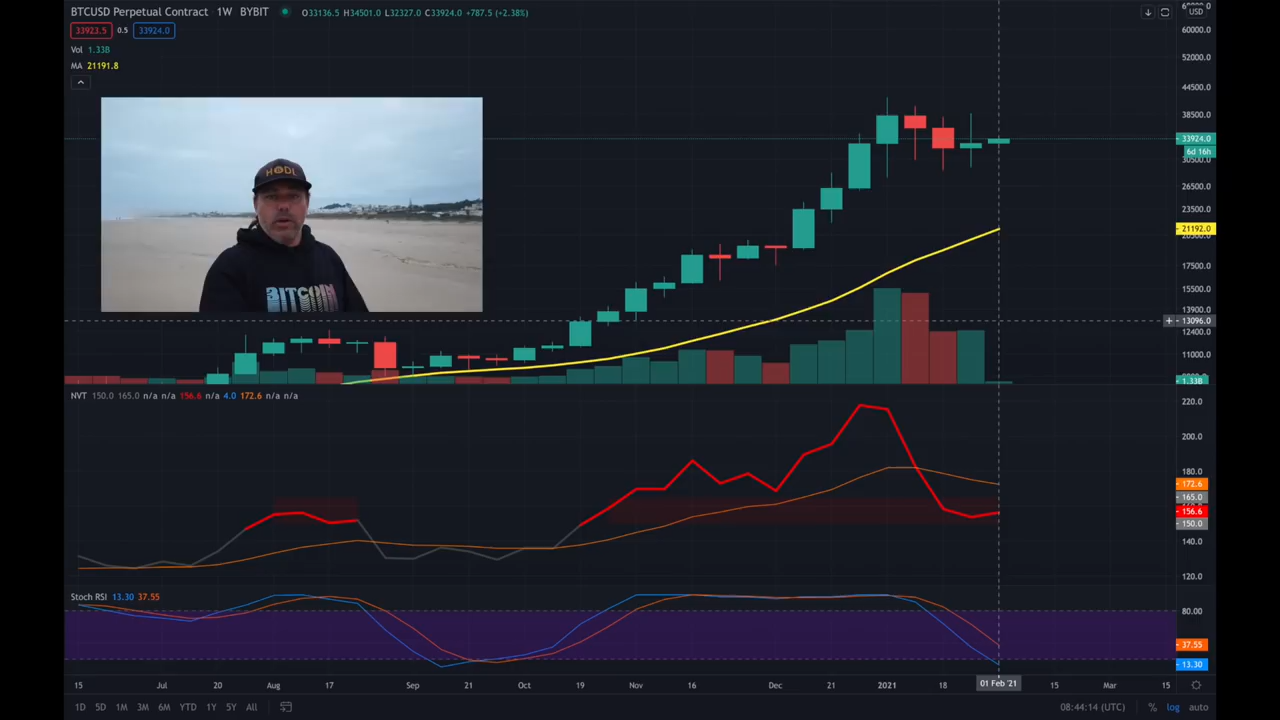 BTCUSD Perpetual Contract · 1W BYBIT O33136.5 H34501.0 L32327.0 C33924.0 +787.5 (+2.38%)
33923.5 0.5 33924.0
Vol 1.33B
MA 21191.8
USD
60000.0
52000.0
44500.0
38500.0
33924.0
6d 16h
30500.0
26500.0
23500.0
21192.0
17500.0
15500.0
13900.0
13096.0
12400.0
11000.0
1.33B
HODL
BITCOIN
NVT 150.0 165.0 n/a n/a 156.6 n/a 4.0 172.6 n/a n/a
220.0
200.0
180.0
172.6
165.0
156.6
150.0
140.0
120.0
Stoch RSI 13.30 37.55
80.00
37.55
13.30
15 Jul 20 Aug 17 Sep 21 Oct 19 Nov 16 Dec 21 2021 18 01 Feb '21 15 Mar 15
1D 5D 1M 3M 6M YTD 1Y 5Y All 08:44:14 (UTC) % log auto